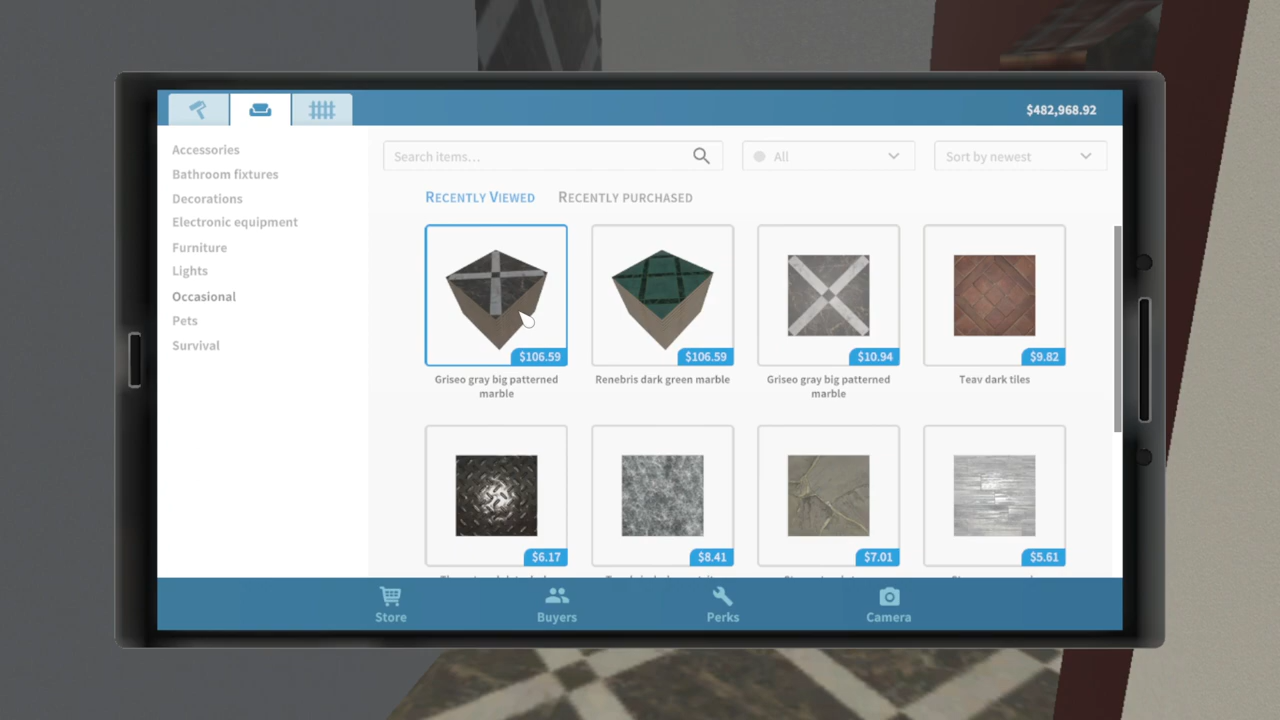 $482,968.92
Accessories
Bathroom fixtures
Decorations
Electronic equipment
Furniture
Lights
Occasional
Pets
Survival
Search items...
All
Sort by newest
RECENTLY VIEWED
RECENTLY PURCHASED
$106.59
$106.59
$10.94
$9.82
Griseo gray big patterned
marble
Renebris dark green marble
Griseo gray big patterned
marble
Teav dark tiles
$6.17
$8.41
$7.01
$5.61
Store
Buyers
Perks
Camera